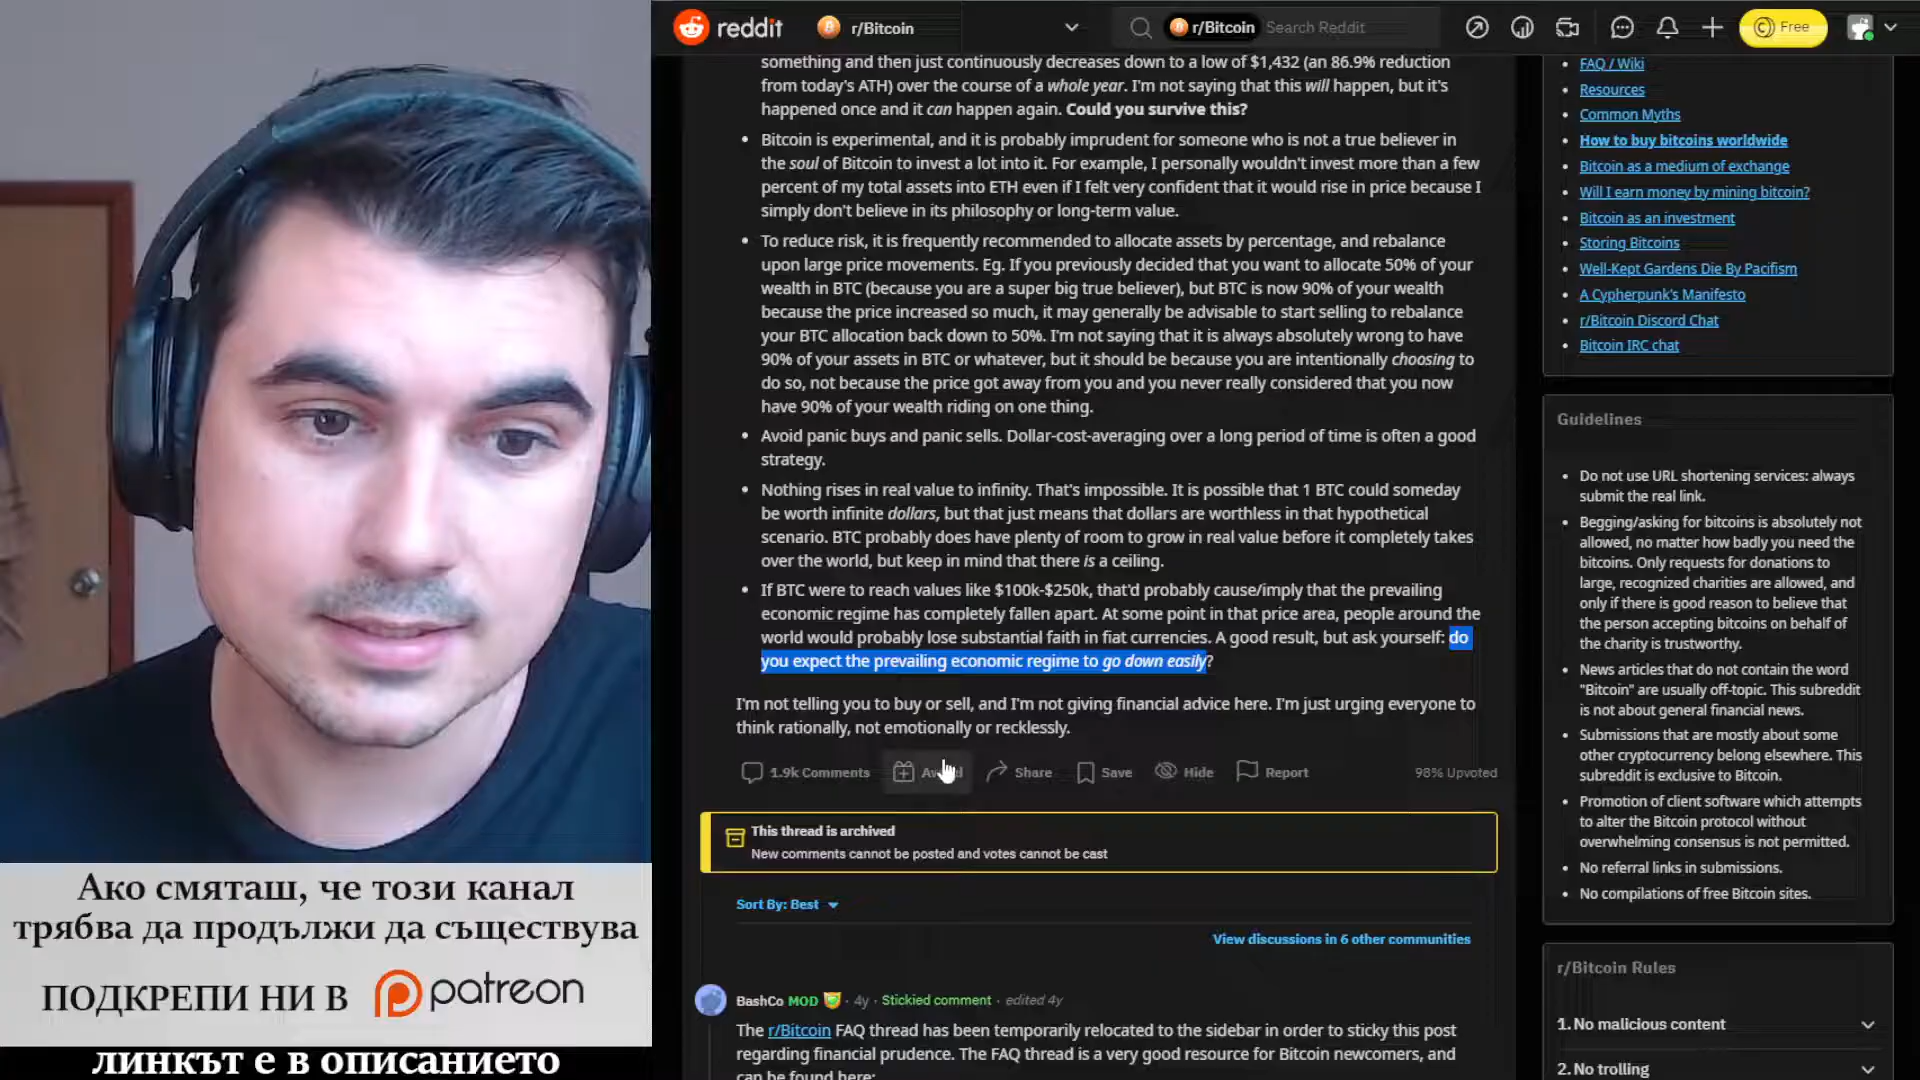 reddit
r/Bitcoin
r/Bitcoin Search Reddit
Free
something and then just continuously decreases down to a low of $1,432 (an 86.9% reduction
from today's ATH) over the course of a whole year. I'm not saying that this will happen, but it's
happened once and it can happen again. Could you survive this?
• Bitcoin is experimental, and it is probably imprudent for someone who is not a true believer in
the soul of Bitcoin to invest a lot into it. For example, I personally wouldn't invest more than a few
percent of my total assets into ETH even if I felt very confident that it would rise in price because I
simply don't believe in its philosophy or long-term value.
• To reduce risk, it is frequently recommended to allocate assets by percentage, and rebalance
upon large price movements. Eg. If you previously decided that you want to allocate 50% of your
wealth in BTC (because you are a super big true believer), but BTC is now 90% of your wealth
because the price increased so much, it may generally be advisable to start selling to rebalance
your BTC allocation back down to 50%. I'm not saying that it is always absolutely wrong to have
90% of your assets in BTC or whatever, but it should be because you are intentionally choosing to
do so, not because the price got away from you and you never really considered that you now
have 90% of your wealth riding on one thing.
• Avoid panic buys and panic sells. Dollar-cost-averaging over a long period of time is often a good
strategy.
• Nothing rises in real value to infinity. That's impossible. It is possible that 1 BTC could someday
be worth infinite dollars, but that just means that dollars are worthless in that hypothetical
scenario. BTC probably does have plenty of room to grow in real value before it completely takes
over the world, but keep in mind that there is a ceiling.
• If BTC were to reach values like $100k-$250k, that'd probably cause/imply that the prevailing
economic regime has completely fallen apart. At some point in that price area, people around the
world would probably lose substantial faith in fiat currencies. A good result, but ask yourself: do
you expect the prevailing economic regime to go down easily?
I'm not telling you to buy or sell, and I'm not giving financial advice here. I'm just urging everyone to
think rationally, not emotionally or recklessly.
1.9k Comments
Share
Save
Hide
Report
98% Upvoted
This thread is archived
New comments cannot be posted and votes cannot be cast
Sort By: Best
View discussions in 6 other communities
BashCo MOD · 4y · Stickied comment · edited 4y
The r/Bitcoin FAQ thread has been temporarily relocated to the sidebar in order to sticky this post
regarding financial prudence. The FAQ thread is a very good resource for Bitcoin newcomers, and
can be found here:
• FAQ / Wiki
• Resources
• Common Myths
• How to buy bitcoins worldwide
• Bitcoin as a medium of exchange
• Will I earn money by mining bitcoin?
• Bitcoin as an investment
• Storing Bitcoins
• Well-Kept Gardens Die By Pacifism
• A Cypherpunk's Manifesto
• r/Bitcoin Discord Chat
• Bitcoin IRC chat
Guidelines
• Do not use URL shortening services: always
submit the real link.
• Begging/asking for bitcoins is absolutely not
allowed, no matter how badly you need the
bitcoins. Only requests for donations to
large, recognized charities are allowed, and
only if there is good reason to believe that
the person accepting bitcoins on behalf of
the charity is trustworthy.
• News articles that do not contain the word
"Bitcoin" are usually off-topic. This subreddit
is not about general financial news.
• Submissions that are mostly about some
other cryptocurrency belong elsewhere. This
subreddit is exclusive to Bitcoin.
• Promotion of client software which attempts
to alter the Bitcoin protocol without
overwhelming consensus is not permitted.
• No referral links in submissions.
• No compilations of free Bitcoin sites.
r/Bitcoin Rules
1. No malicious content
2. No trolling
Ако смяташ, че този канал
трябва да продължи да съществува
ПОДКРЕПИ НИ В patreon
линкът е в описанието